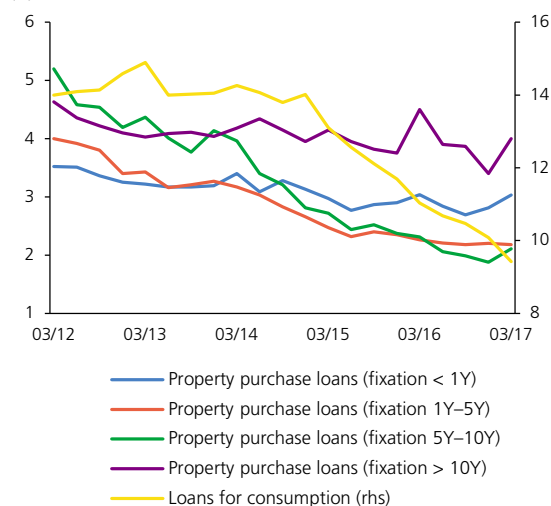 6 16
5 14
4 12
3
2 10
1 8
03/12 03/13 03/14 03/15 03/16 03/17
Property purchase loans (fixation < 1Y)
Property purchase loans (fixation 1Y–5Y)
Property purchase loans (fixation 5Y–10Y)
Property purchase loans (fixation > 10Y)
Loans for consumption (rhs)